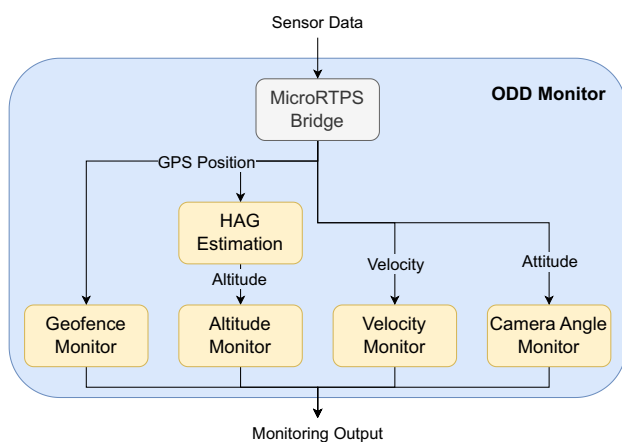 Sensor Data
MicroRTPS
Bridge
ODD Monitor
GPS Position
HAG
Estimation
Altitude
Velocity
Attitude
Geofence
Monitor
Altitude
Monitor
Velocity
Monitor
Camera Angle
Monitor
Monitoring Output